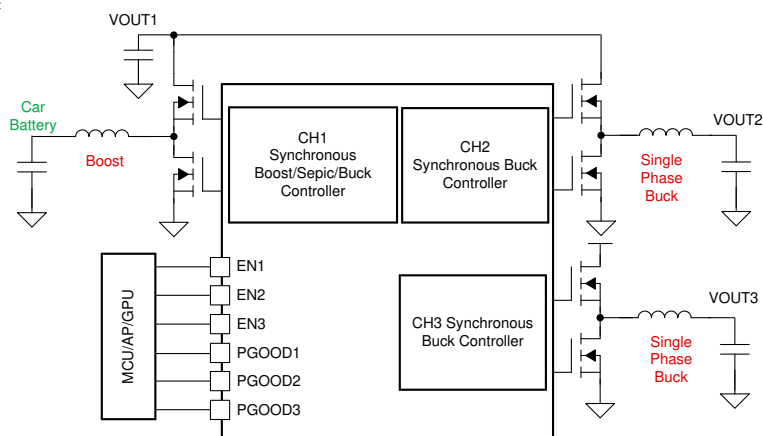 VOUT1
Car
Battery
Boost
CH1
Synchronous
Boost/Sepic/Buck
Controller
CH2
Synchronous Buck
Controller
VOUT2
Single
Phase
Buck
MCU/AP/GPU
EN1
EN2
EN3
PGOOD1
PGOOD2
PGOOD3
CH3 Synchronous
Buck Controller
VOUT3
Single
Phase
Buck